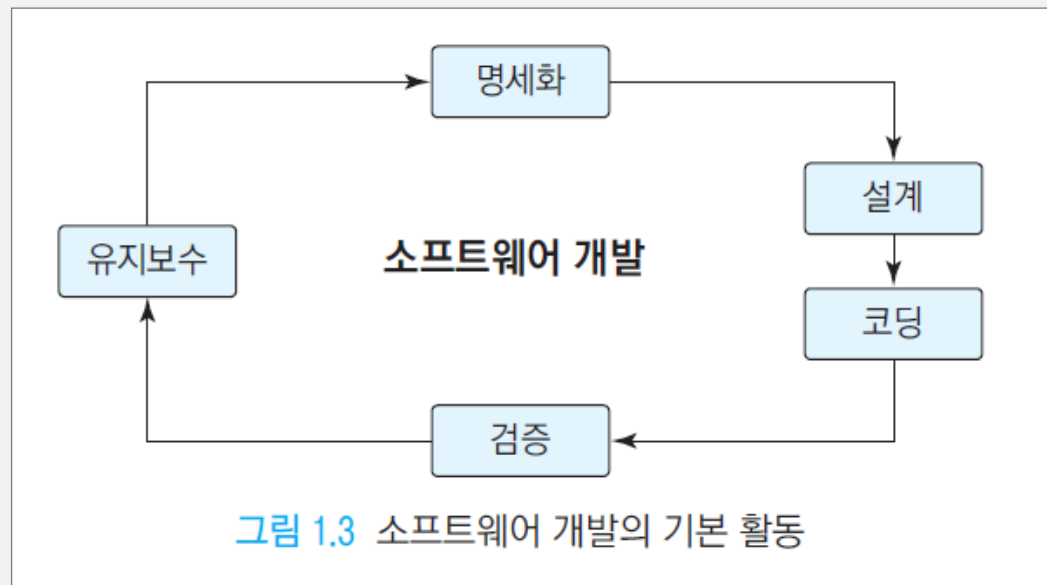 명세화
설계
유지보수
소프트웨어 개발
코딩
검증
그림 1.3 소프트웨어 개발의 기본 활동